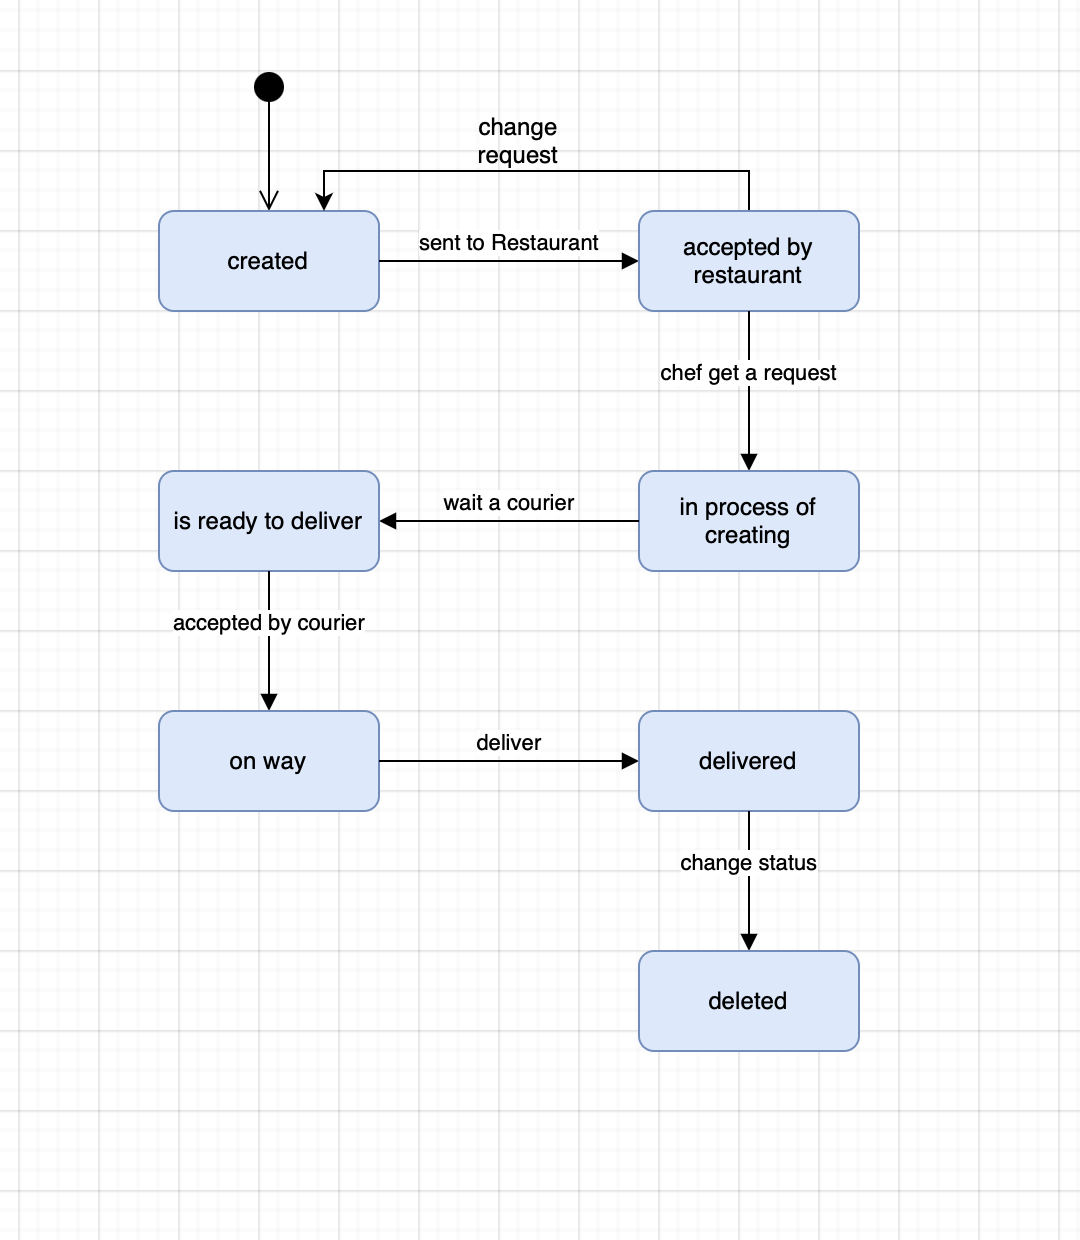 change
request
created
sent to Restaurant
accepted by
restaurant
chef get a request
is ready to deliver
wait a courier
in process of
creating
accepted by courier
on way
deliver
delivered
change status
deleted